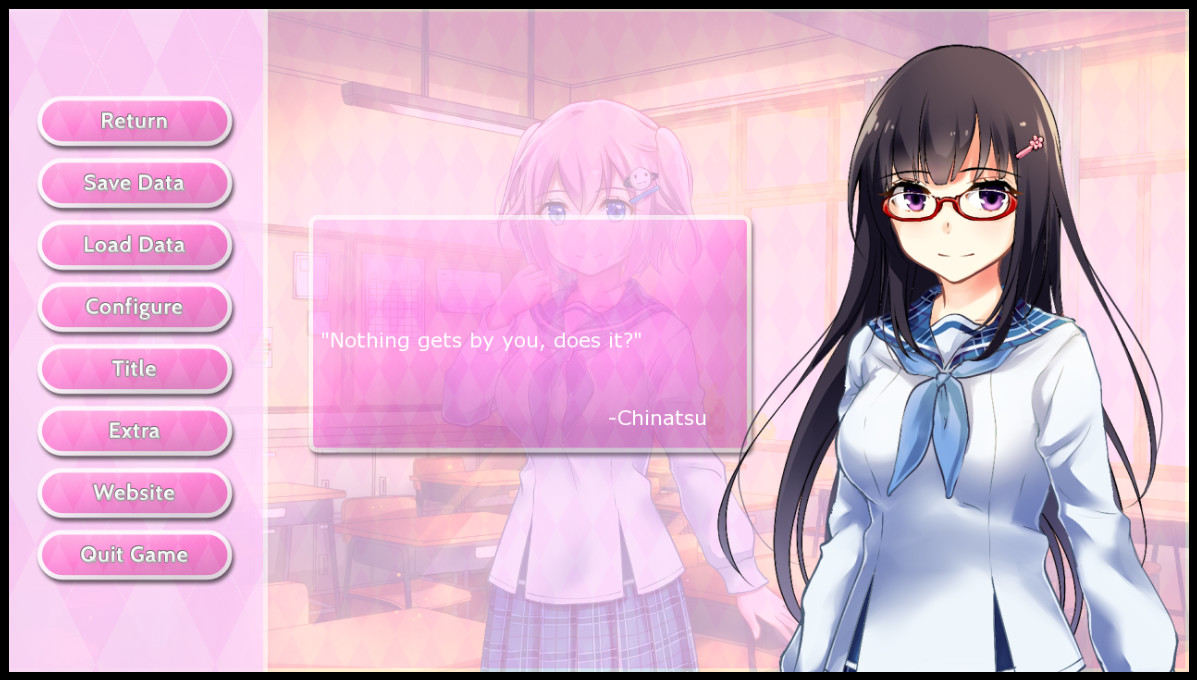 Return
Save Data
Load Data
Configure
Title
Extra
Website
Quit Game
"Nothing gets by you, does it?"
-Chinatsu